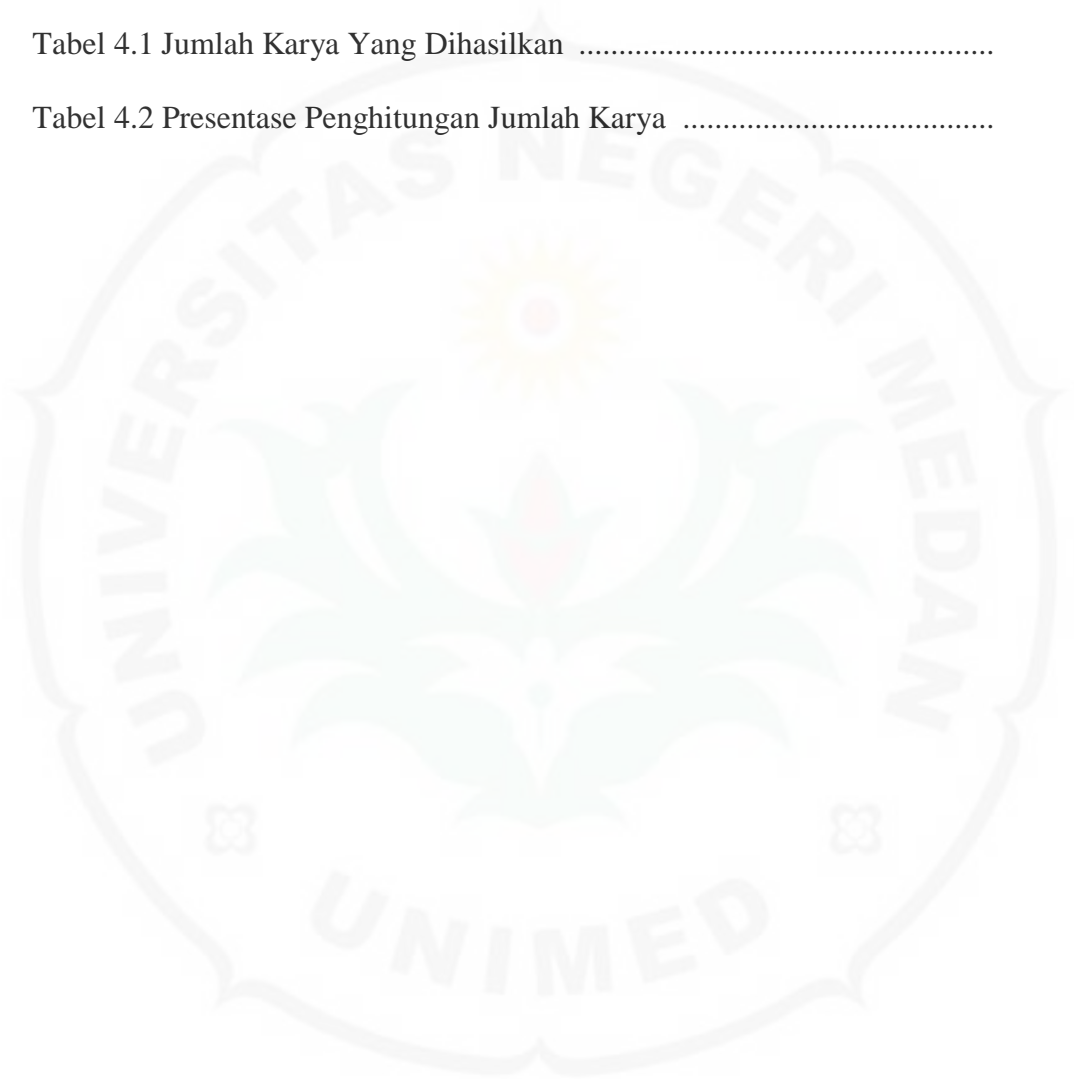 Tabel 4.1 Jumlah Karya Yang Dihasilkan ....................................................
Tabel 4.2 Presentase Penghitungan Jumlah Karya .......................................
UNIVERSITAS NEGERI MEDAN
UNIMED